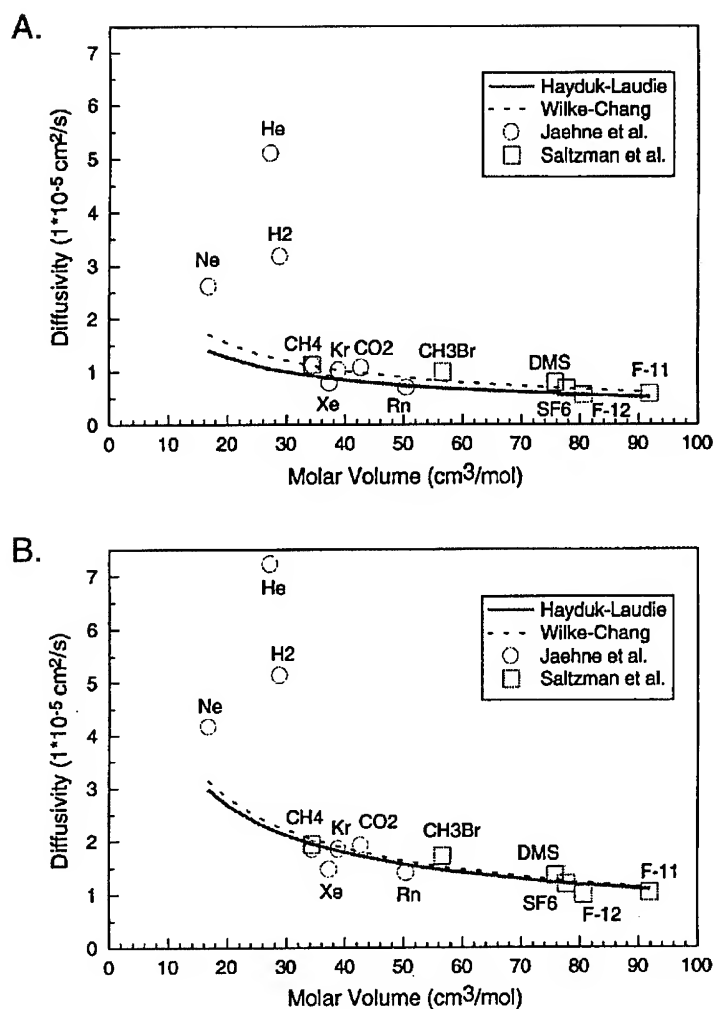 A.
Diffusivity (1*10-5 cm2/s)
7
6
5
4
3
2
1
0
Hayduk-Laudie
Wilke-Chang
Jaehne et al.
Saltzman et al.
He
H2
Ne
CH4
Kr
CO2
CH3Br
DMS
F-11
Xe
Rn
SF6
F-12
0 10 20 30 40 50 60 70 80 90 100
Molar Volume (cm3/mol)
B.
Diffusivity (1*10-5 cm2/s)
7
6
5
4
3
2
1
0
Hayduk-Laudie
Wilke-Chang
Jaehne et al.
Saltzman et al.
He
H2
Ne
CH4
Kr
CO2
CH3Br
DMS
F-11
Xe
Rn
SF6
F-12
0 10 20 30 40 50 60 70 80 90 100
Molar Volume (cm3/mol)